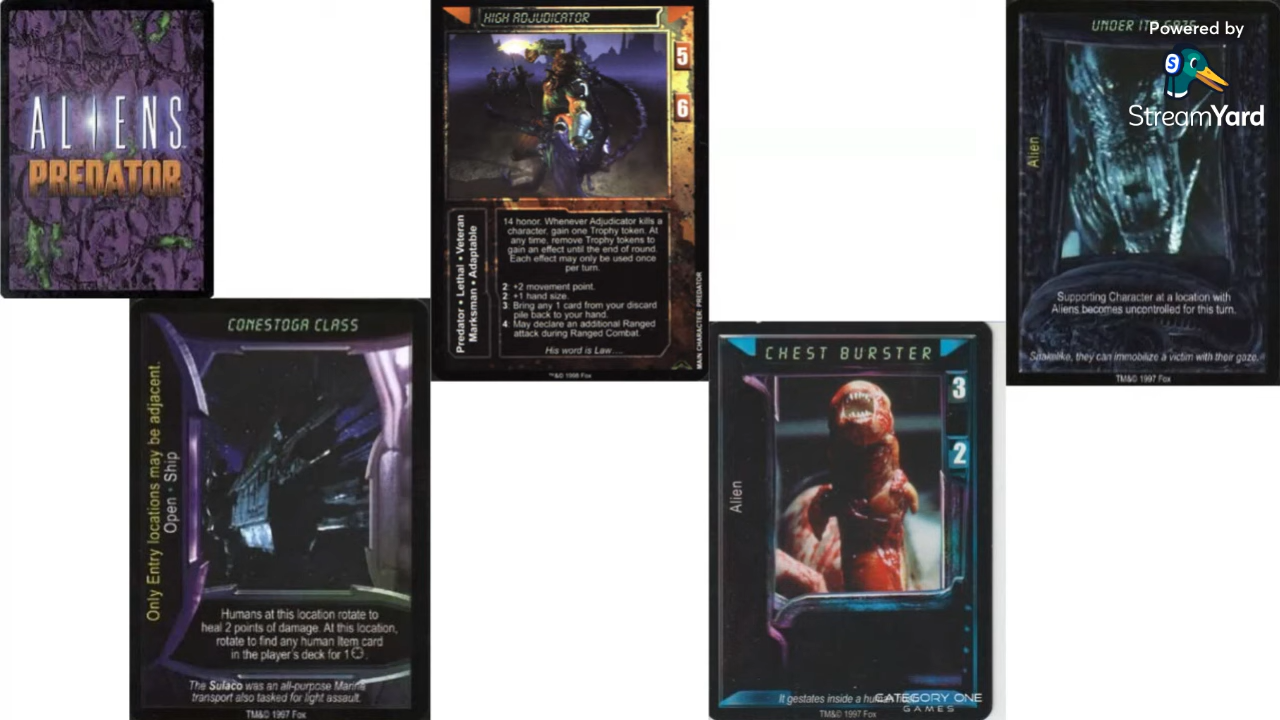 ALIENS
PREDATOR
HIGH ADJUDICATOR
5
6
Predator • Lethal • Veteran
Marksman • Adaptable
14 honor. Whenever Adjudicator kills a
character, gain one Trophy token. At
any time, remove Trophy tokens to
gain an effect until the end of round.
Each effect may only be used once
per turn.
2: +2 movement point.
2: +1 hand size.
3: Bring any 1 card from your discard
pile back to your hand.
4: May declare an additional Ranged
attack during Ranged Combat.
His word is Law....
MAIN CHARACTER: PREDATOR
™&© 1998 Fox
UNDER
Powered by
StreamYard
Alien
Supporting Character at a location with
Aliens becomes uncontrolled for this turn.
Snakelike, they can immobilize a victim with their gaze.
TM&© 1997 Fox
CONESTOGA CLASS
Only Entry locations may be adjacent.
Open • Ship
Humans at this location rotate to
heal 2 points of damage. At this location,
rotate to find any human Item card
in the player's deck for 1
The Sulaco was an all-purpose Marine
transport also tasked for light assault.
TM&© 1997 Fox
CHEST BURSTER
3
2
Alien
It gestates inside a
CATEGORY ONE
GAMES
TM&© 1997 Fox